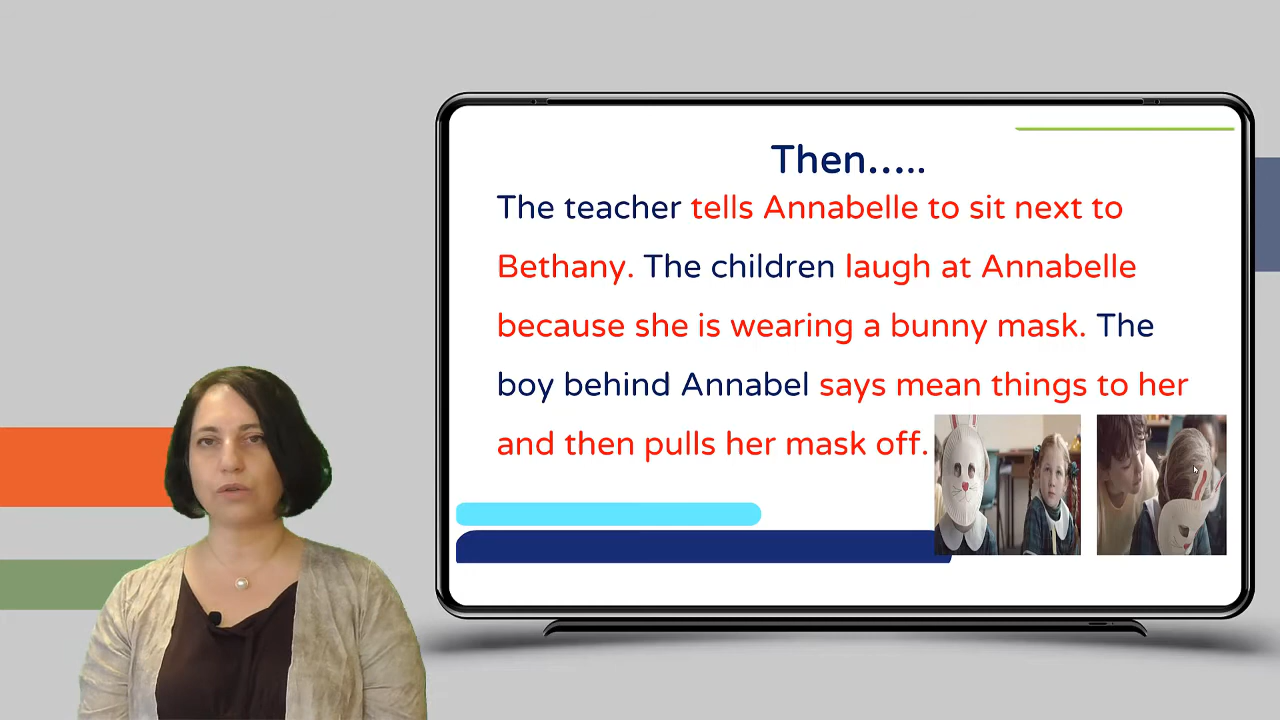 Then.....
The teacher tells Annabelle to sit next to
Bethany. The children laugh at Annabelle
because she is wearing a bunny mask. The
boy behind Annabel says mean things to her
and then pulls her mask off.